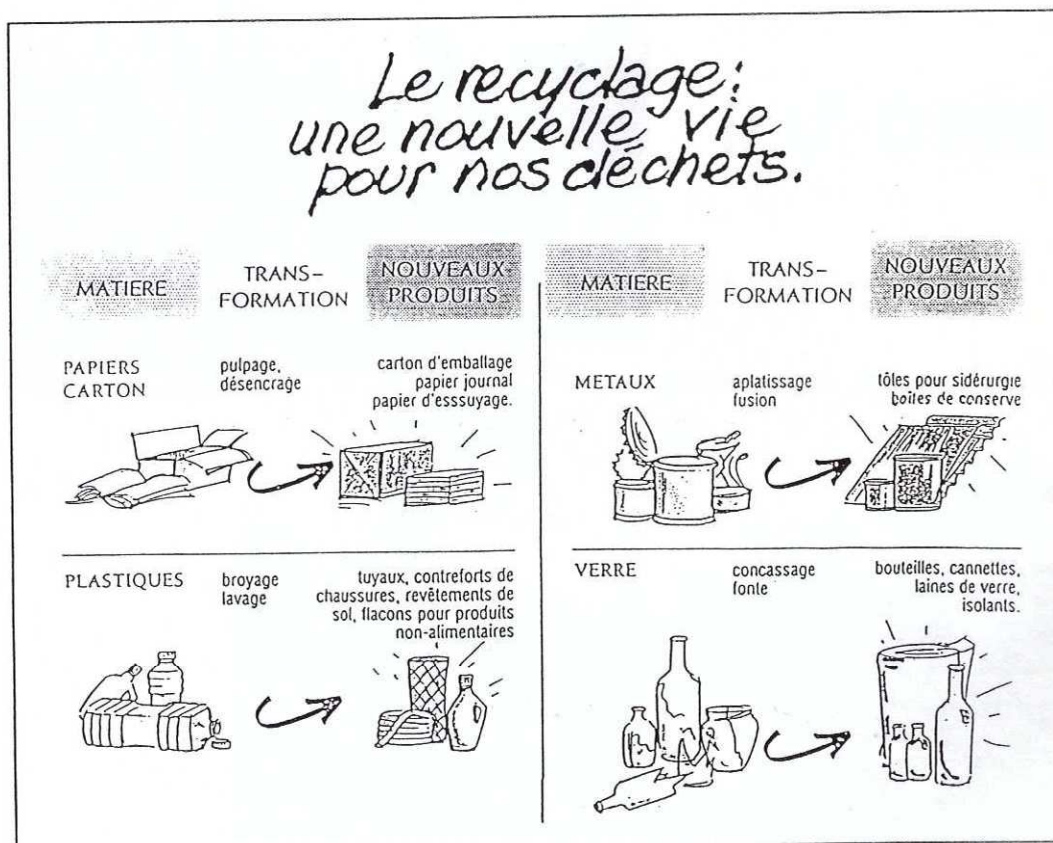 Le recyclage:
une nouvelle vie
pour nos déchets.
MATIERE
TRANS-
FORMATION
NOUVEAUX
PRODUITS
PAPIERS
CARTON
pulpage,
désencrage
carton d'emballage
papier journal
papier d'esssuyage.
PLASTIQUES
broyage
lavage
tuyaux, contreforts de
chaussures, revêtements de
sol, flacons pour produits
non-alimentaires
MATIERE
TRANS-
FORMATION
NOUVEAUX
PRODUITS
METAUX
aplatissage
fusion
tôles pour sidérurgie
boites de conserve
VERRE
concassage
fonte
bouteilles, cannettes,
laines de verre,
isolants.